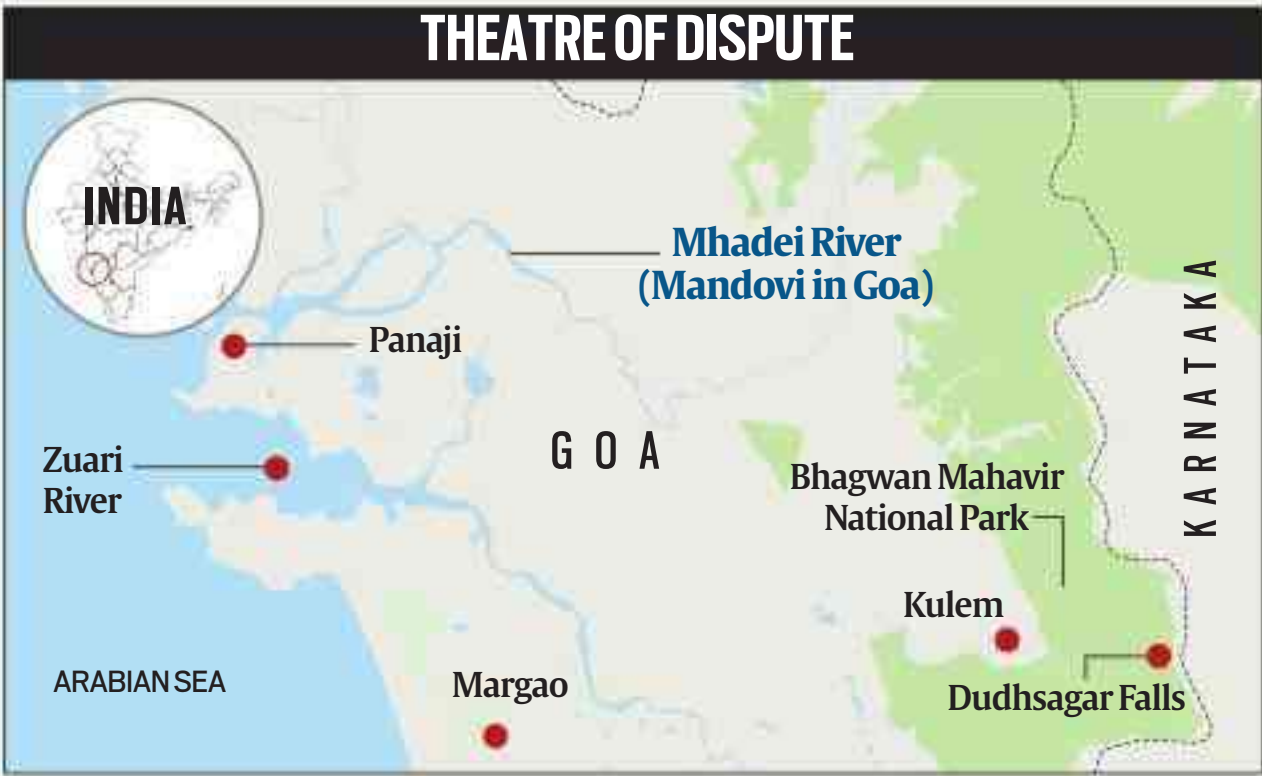 THEATRE OF DISPUTE
INDIA
Mhadei River
(Mandovi in Goa)
Panaji
Zuari
River
GOA
Bhagwan Mahavir
National Park
KARNATAKA
Kulem
ARABIAN SEA
Margao
Dudhsagar Falls